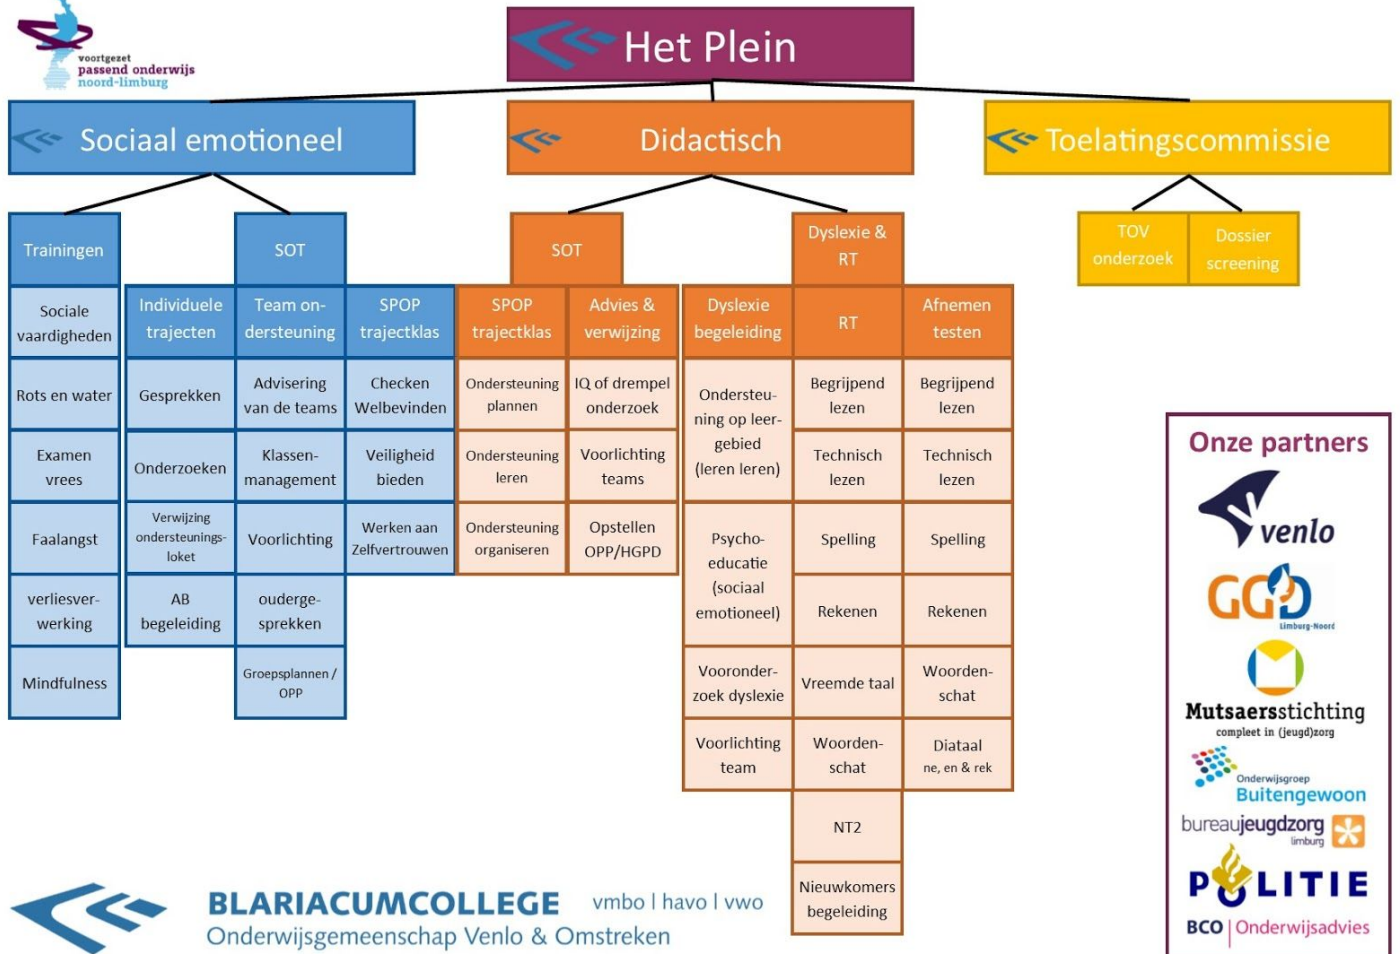 voortgezet
passend onderwijs
noord-limburg
Het Plein
Sociaal emotioneel
Didactisch
Toelatingscommissie
Trainingen
SOT
SOT
Dyslexie &
RT
TOV
onderzoek
Dossier
screening
Sociale
vaardigheden
Rots en water
Examen
vrees
Faalangst
verliesver-
werking
Mindfulness
Individuele
trajecten
Gesprekken
Onderzoeken
Verwijzing
ondersteunings-
loket
AB
begeleiding
Team on-
dersteuning
Advisering
van de teams
Klassen-
management
Voorlichting
ouderge-
sprekken
Groepsplannen /
OPP
SPOP
trajectklas
Checken
Welbevinden
Veiligheid
bieden
Werken aan
Zelfvertrouwen
SPOP
trajectklas
Ondersteuning
plannen
Ondersteuning
leren
Ondersteuning
organiseren
Advies &
verwijzing
IQ of drempel
onderzoek
Voorlichting
teams
Opstellen
OPP/HGPD
Dyslexie
begeleiding
Ondersteu-
ning op leer-
gebied
(leren leren)
Psycho-
educatie
(sociaal
emotioneel)
Vooronder-
zoek dyslexie
Voorlichting
team
RT
Begrijpend
lezen
Technisch
lezen
Spelling
Rekenen
Vreemde taal
Woorden-
schat
NT2
Nieuwkomers
begeleiding
Afnemen
testen
Begrijpend
lezen
Technisch
lezen
Spelling
Rekenen
Woorden-
schat
Diataal
ne, en & rek
Onze partners
venlo
GGD
Limburg-Noord
Mutsaersstichting
compleet in (jeugd)zorg
Onderwijsgroep
Buitengewoon
bureaujeugdzorg
limburg
POLITIE
BCO | Onderwijsadvies
BLARIACUMCOLLEGE vmbo | havo | vwo
Onderwijsgemeenschap Venlo & Omstreken